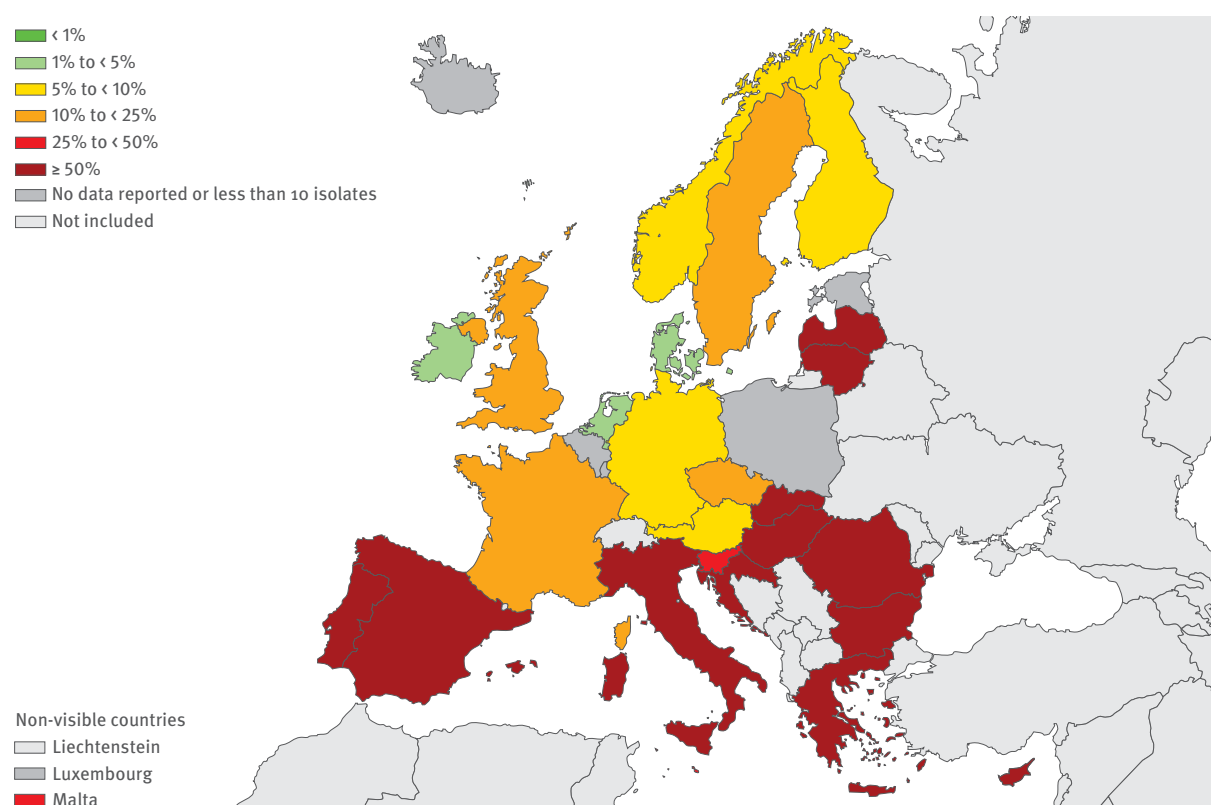 < 1%
1% to < 5%
5% to < 10%
10% to < 25%
25% to < 50%
≥ 50%
No data reported or less than 10 isolates
Not included
Non-visible countries
Liechtenstein
Luxembourg
Malta